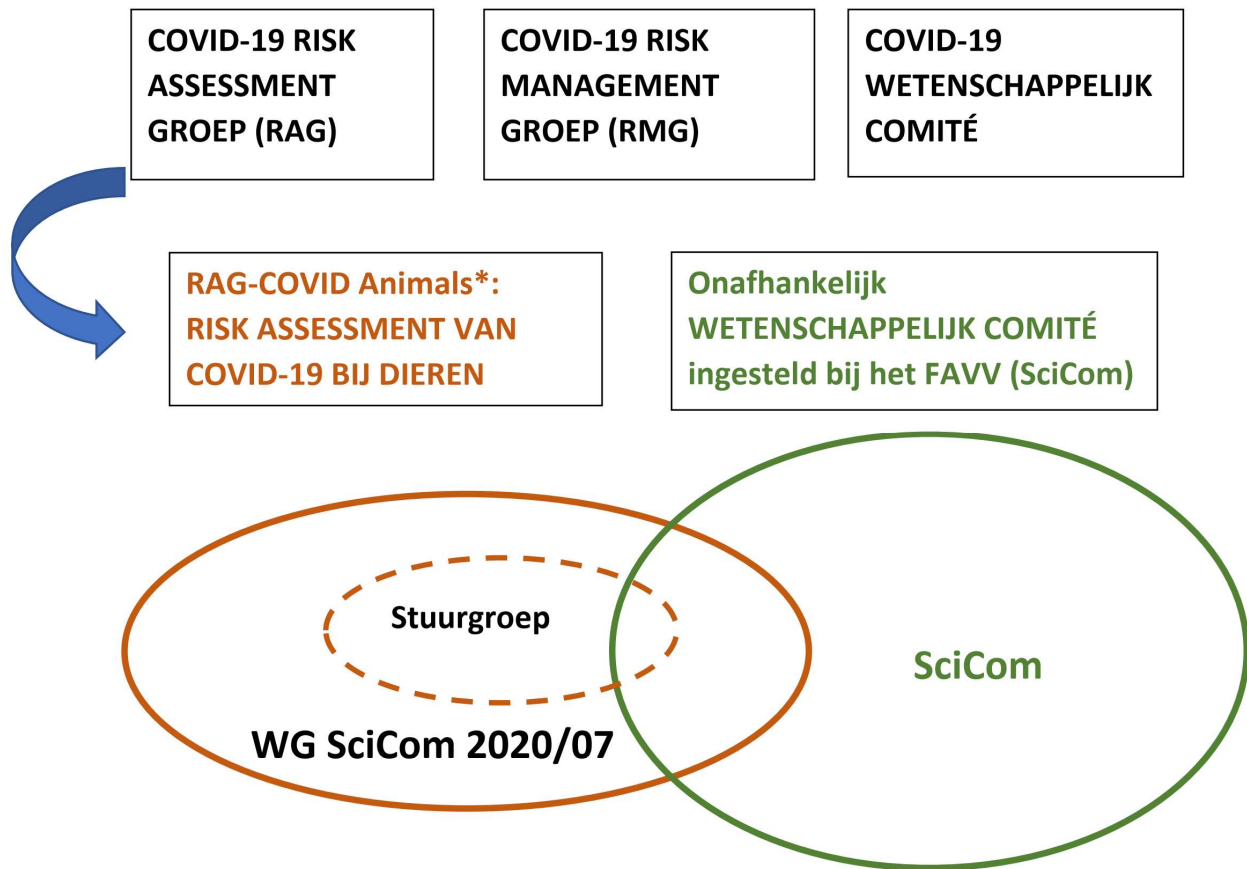 COVID-19 RISK
ASSESSMENT
GROEP (RAG)
COVID-19 RISK
MANAGEMENT
GROEP (RMG)
COVID-19
WETENSCHAPPELIJK
COMITÉ
RAG-COVID Animals*:
RISK ASSESSMENT VAN
COVID-19 BIJ DIEREN
Onafhankelijk
WETENSCHAPPELIJK COMITÉ
ingesteld bij het FAVV (SciCom)
Stuurgroep
SciCom
WG SciCom 2020/07